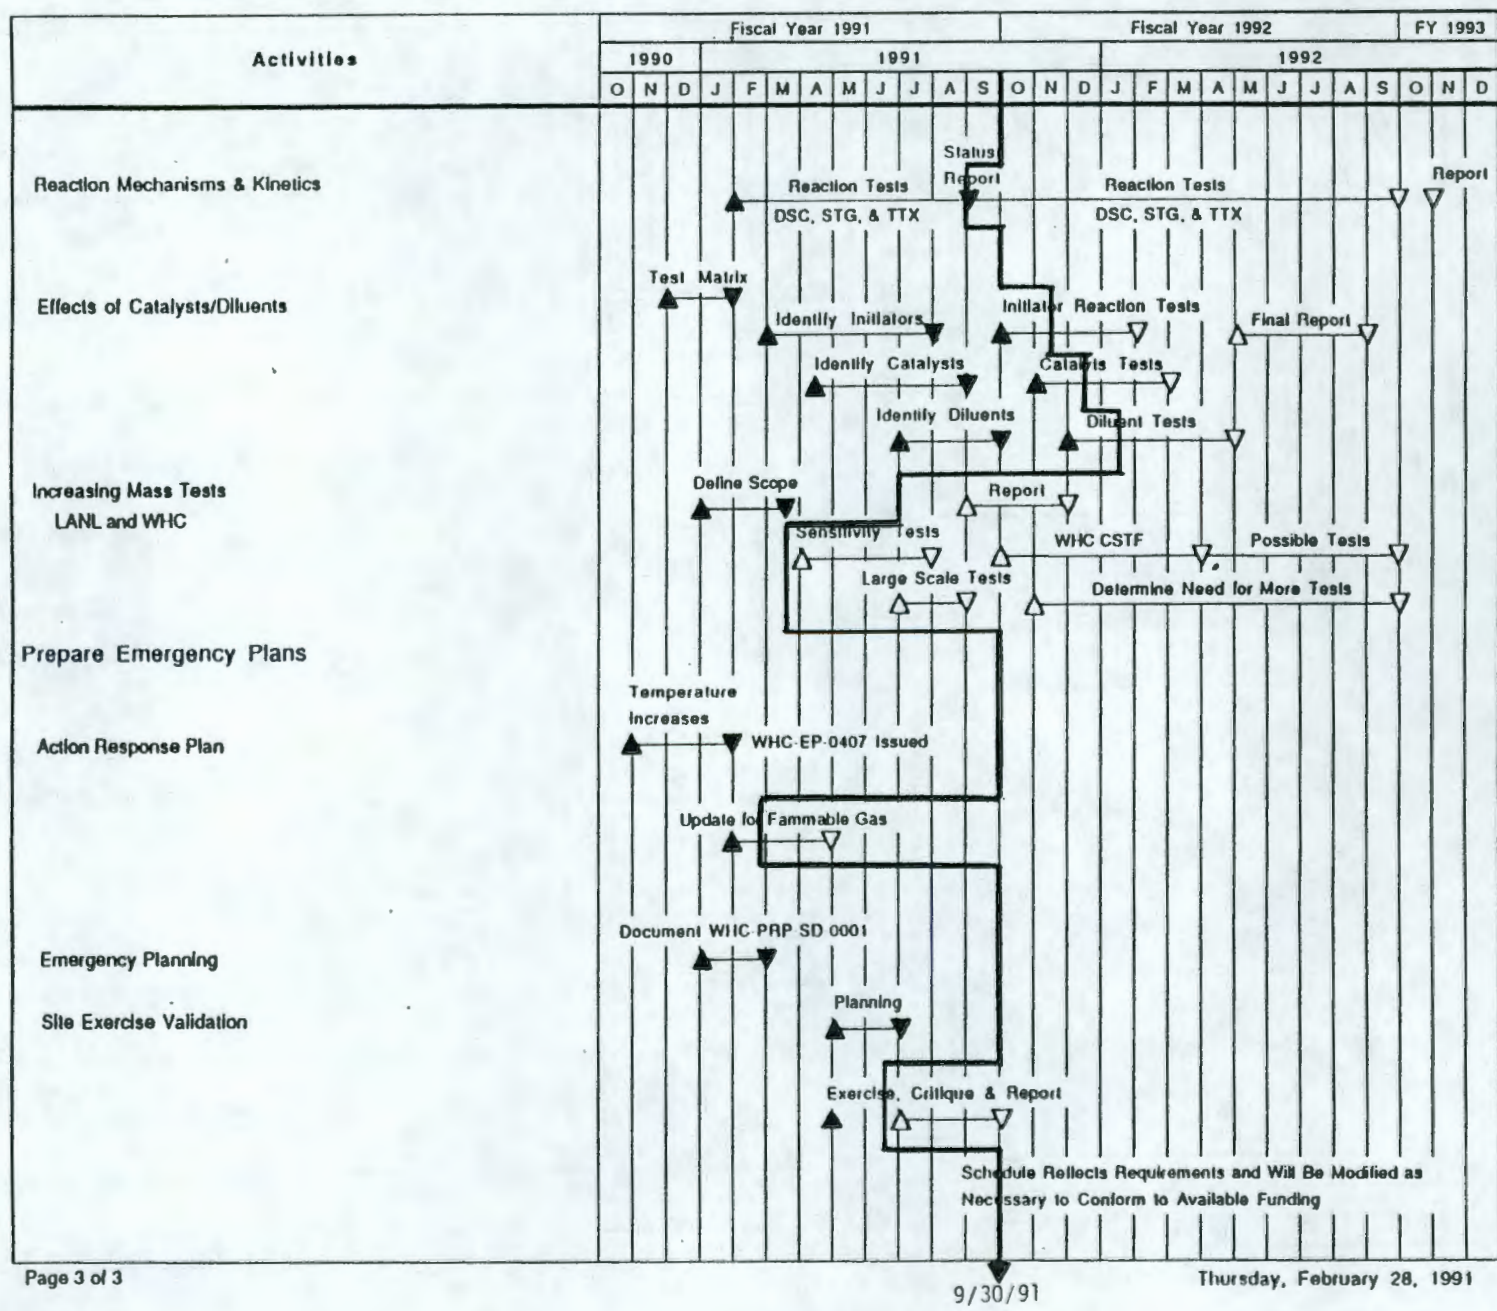 Activities
Fiscal Year 1991 Fiscal Year 1992 FY 1993
1990 1991 1992
O N D J F M A M J J A S O N D J F M A M J J A S O N D
Status
Report
Reaction Mechanisms & Kinetics
Reaction Tests
DSC, STG, & TTX
Reaction Tests
DSC, STG, & TTX
Report
Test Matrix
Effects of Catalysts/Diluents
Identify Initiators
Initiator Reaction Tests
Final Report
Identify Catalysts
Catalyis Tests
Identify Diluents
Diluent Tests
Increasing Mass Tests
LANL and WHC
Define Scope
Report
Sensitivity Tests
WHC CSTF
Possible Tests
Large Scale Tests
Determine Need for More Tests
Prepare Emergency Plans
Temperature
Increases
Action Response Plan
WHC-EP-0407 Issued
Update for Fammable Gas
Document WHC-PRP-SD-0001
Emergency Planning
Planning
Site Exercise Validation
Exercise, Critique & Report
Schedule Reflects Requirements and Will Be Modified as
Necessary to Conform to Available Funding
Page 3 of 3
9/30/91
Thursday, February 28, 1991